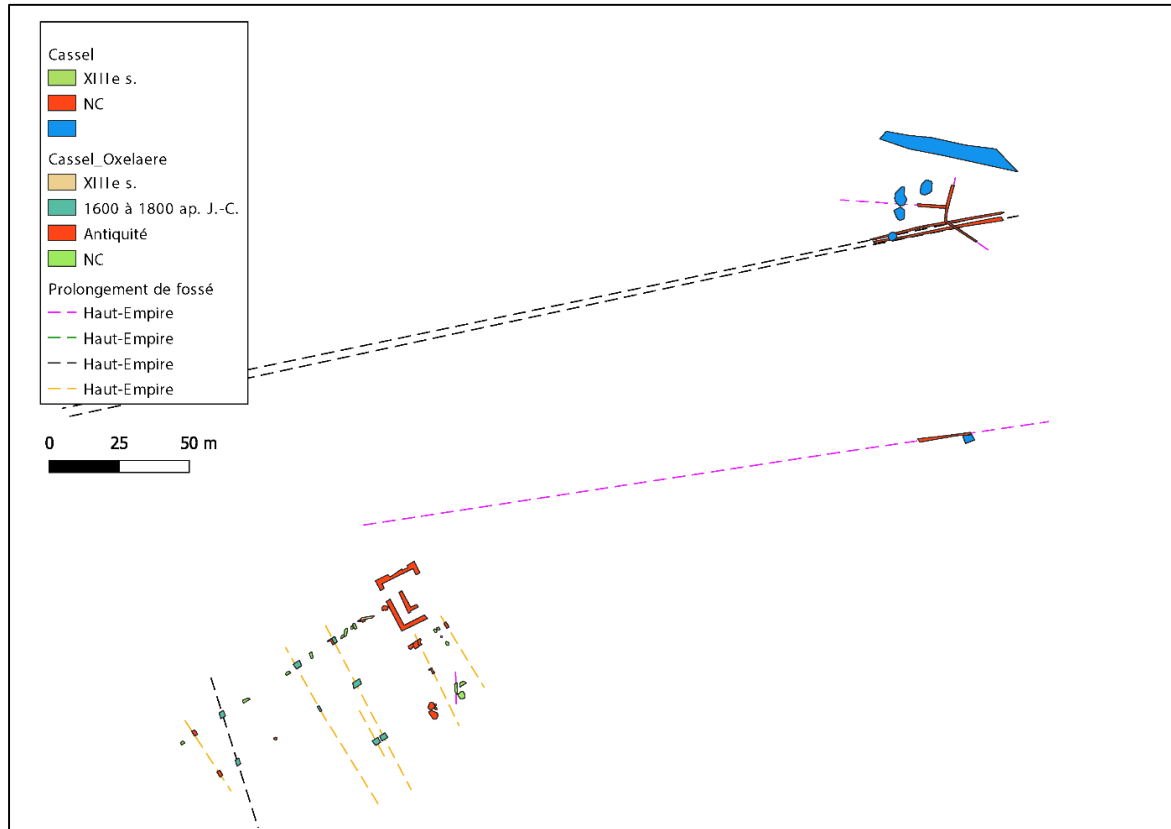 Cassel
XIIIe s.
NC
Cassel_Oxelaere
XIIIe s.
1600 à 1800 ap. J.-C.
Antiquité
NC
Prolongement de fossé
Haut-Empire
Haut-Empire
Haut-Empire
Haut-Empire
0 25 50 m